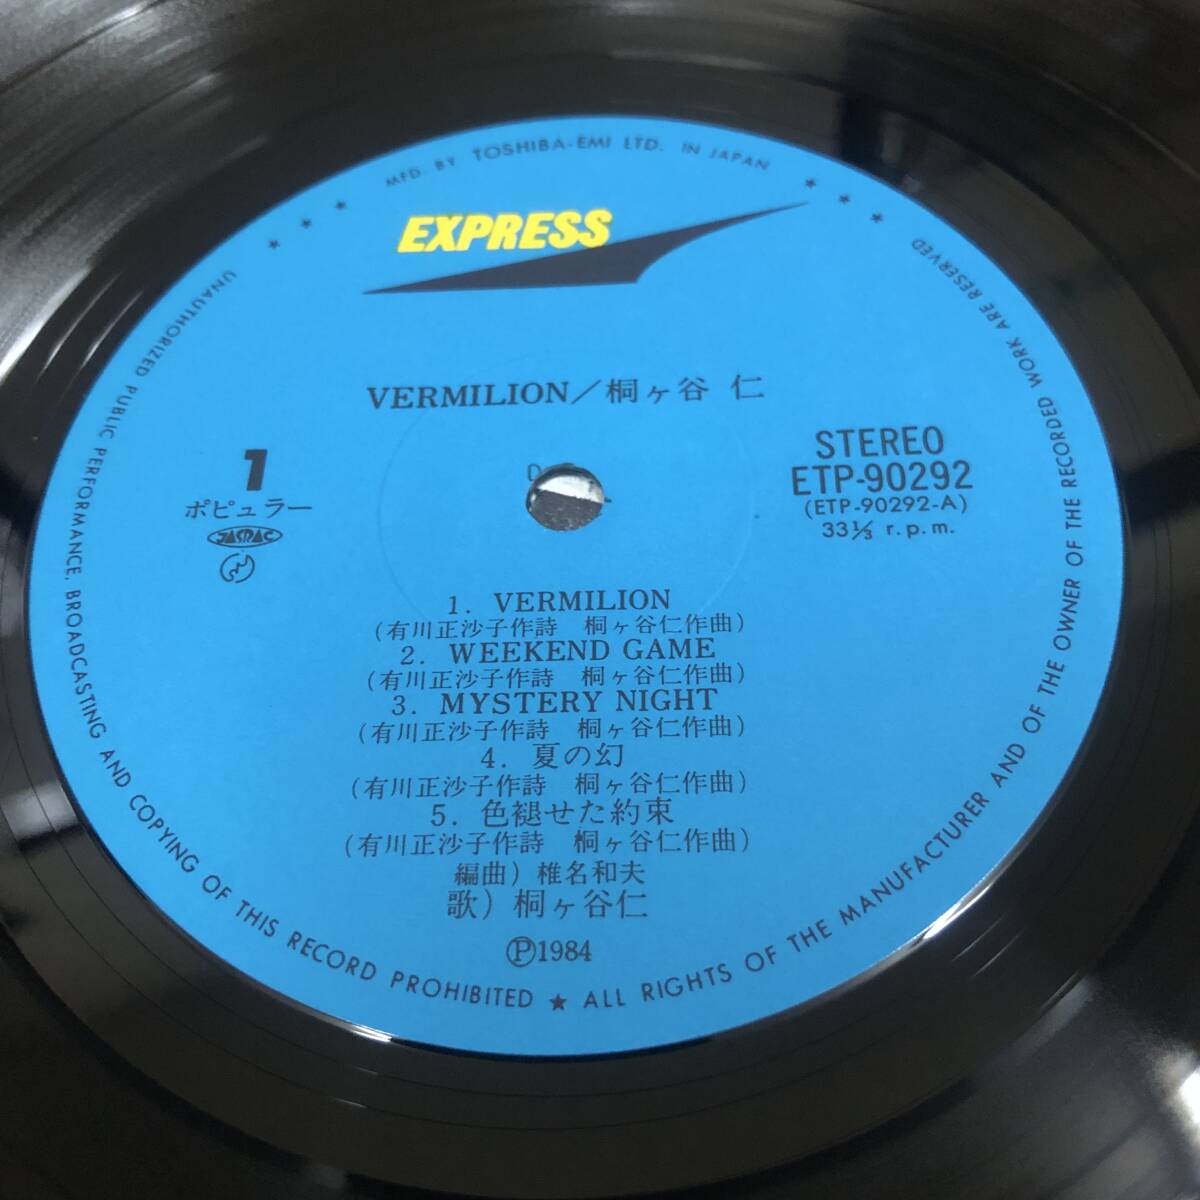 MFD. BY TOSHIBA-EMI LTD. IN JAPAN
EXPRESS
VERMILION/桐ヶ谷 仁
1
ポピュラー
JASRAC
STEREO
ETP-90292
(ETP-90292-A)
33⅓ r.p.m.
1. VERMILION
(有川正沙子作詩 桐ヶ谷仁作曲)
2. WEEKEND GAME
(有川正沙子作詩 桐ヶ谷仁作曲)
3. MYSTERY NIGHT
(有川正沙子作詩 桐ヶ谷仁作曲)
4. 夏の幻
(有川正沙子作詩 桐ヶ谷仁作曲)
5. 色褪せた約束
(有川正沙子作詩 桐ヶ谷仁作曲)
編曲)椎名和夫
歌)桐ヶ谷仁
Ⓟ1984
UNAUTHORIZED PUBLIC PERFORMANCE, BROADCASTING AND COPYING OF THIS RECORD PROHIBITED ★ ALL RIGHTS OF THE MANUFACTURER AND OF THE OWNER OF THE RECORDED WORK ARE RESERVED